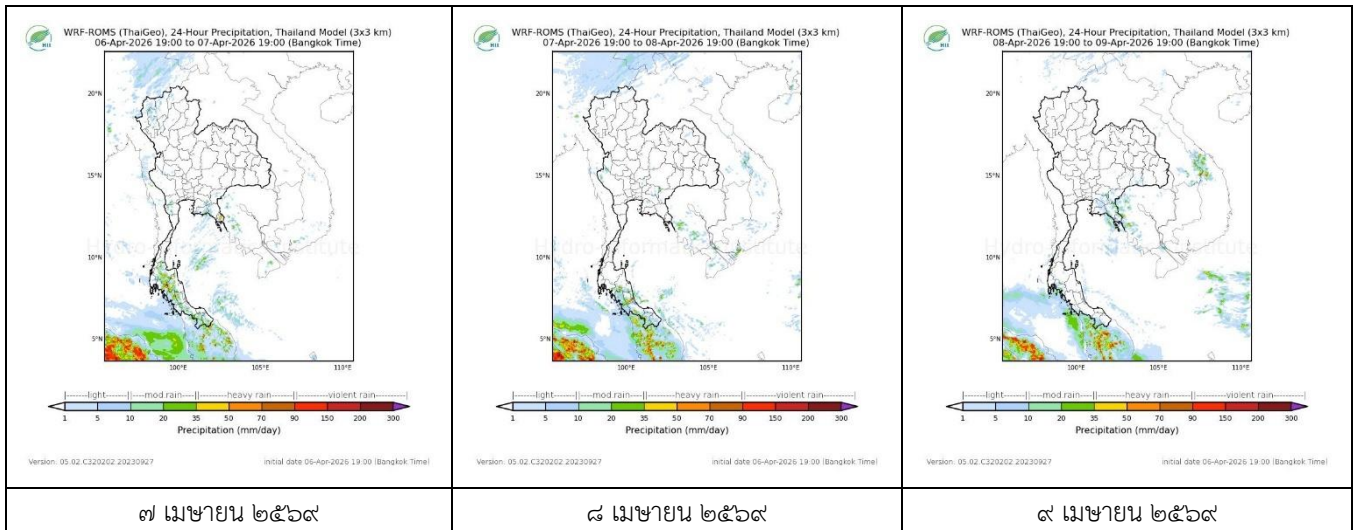 WRF-ROMS (ThaiGeo), 24-Hour Precipitation, Thailand Model (3x3 km)
06-Apr-2026 19:00 to 07-Apr-2026 19:00 (Bangkok Time)
HII
20°N
15°N
10°N
5°N
100°E 105°E 110°E
Hydro Informatics Institute
light mod rain heavy rain violent rain
1 5 10 20 35 50 70 90 150 200 300
Precipitation (mm/day)
Version: 05.02.C320202.20230927 initial date:06-Apr-2026 19:00 (Bangkok Time)
๗ เมษายน ๒๕๖๙
WRF-ROMS (ThaiGeo), 24-Hour Precipitation, Thailand Model (3x3 km)
07-Apr-2026 19:00 to 08-Apr-2026 19:00 (Bangkok Time)
HII
20°N
15°N
10°N
5°N
100°E 105°E 110°E
Hydro Informatics Institute
light mod rain heavy rain violent rain
1 5 10 20 35 50 70 90 150 200 300
Precipitation (mm/day)
Version: 05.02.C320202.20230927 initial date:06-Apr-2026 19:00 (Bangkok Time)
๘ เมษายน ๒๕๖๙
WRF-ROMS (ThaiGeo), 24-Hour Precipitation, Thailand Model (3x3 km)
08-Apr-2026 19:00 to 09-Apr-2026 19:00 (Bangkok Time)
HII
20°N
15°N
10°N
5°N
100°E 105°E 110°E
Hydro Informatics Institute
light mod rain heavy rain violent rain
1 5 10 20 35 50 70 90 150 200 300
Precipitation (mm/day)
Version: 05.02.C320202.20230927 initial date:06-Apr-2026 19:00 (Bangkok Time)
๙ เมษายน ๒๕๖๙